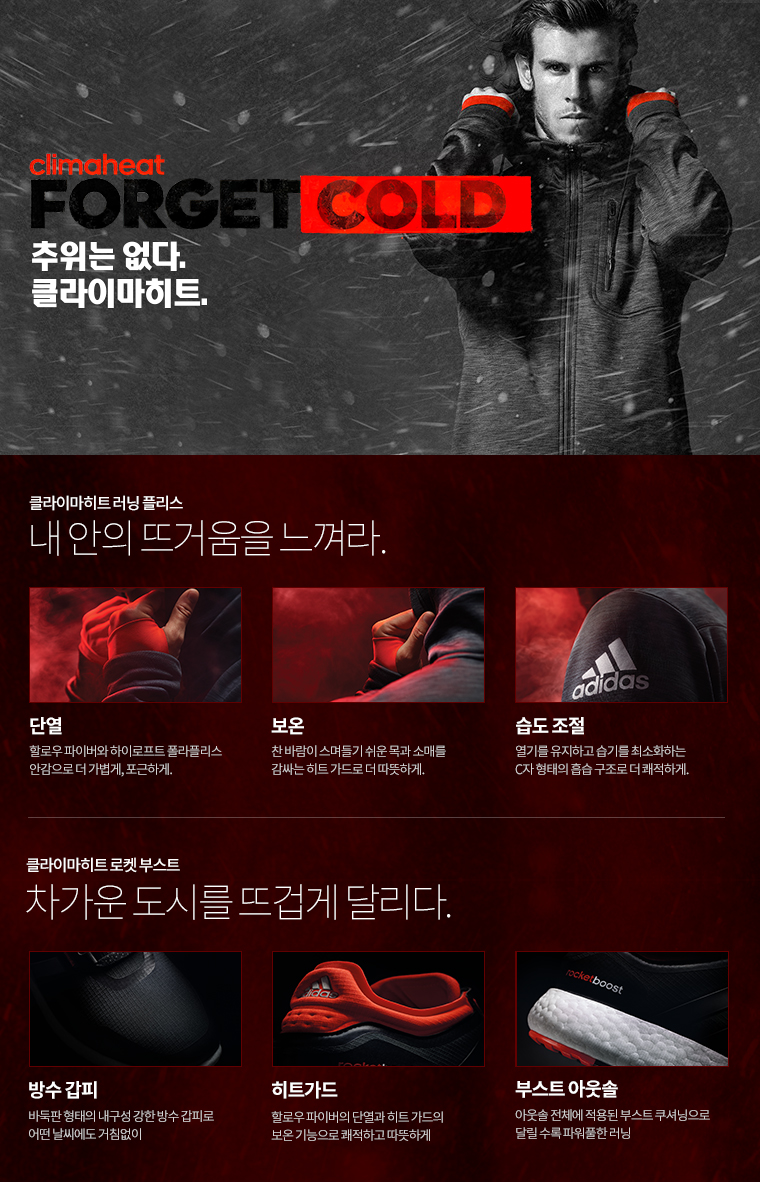 climaheat
FORGET COLD
추위는 없다.
클라이마히트.
클라이마히트 러닝 플리스
내 안의 뜨거움을 느껴라.
adidas
단열
할로우 파이버와 하이로프트 폴라플리스
안감으로 더 가볍게, 포근하게.
보온
찬 바람이 스며들기 쉬운 목과 소매를
감싸는 히트 가드로 더 따뜻하게.
습도 조절
열기를 유지하고 습기를 최소화하는
C자 형태의 흡습 구조로 더 쾌적하게.
클라이마히트 로켓 부스트
차가운 도시를 뜨겁게 달리다.
adidas
rocketboost
방수 갑피
바둑판 형태의 내구성 강한 방수 갑피로
어떤 날씨에도 거침없이
히트가드
할로우 파이버의 단열과 히트 가드의
보온 기능으로 쾌적하고 따뜻하게
부스트 아웃솔
아웃솔 전체에 적용된 부스트 쿠셔닝으로
달릴 수록 파워풀한 러닝